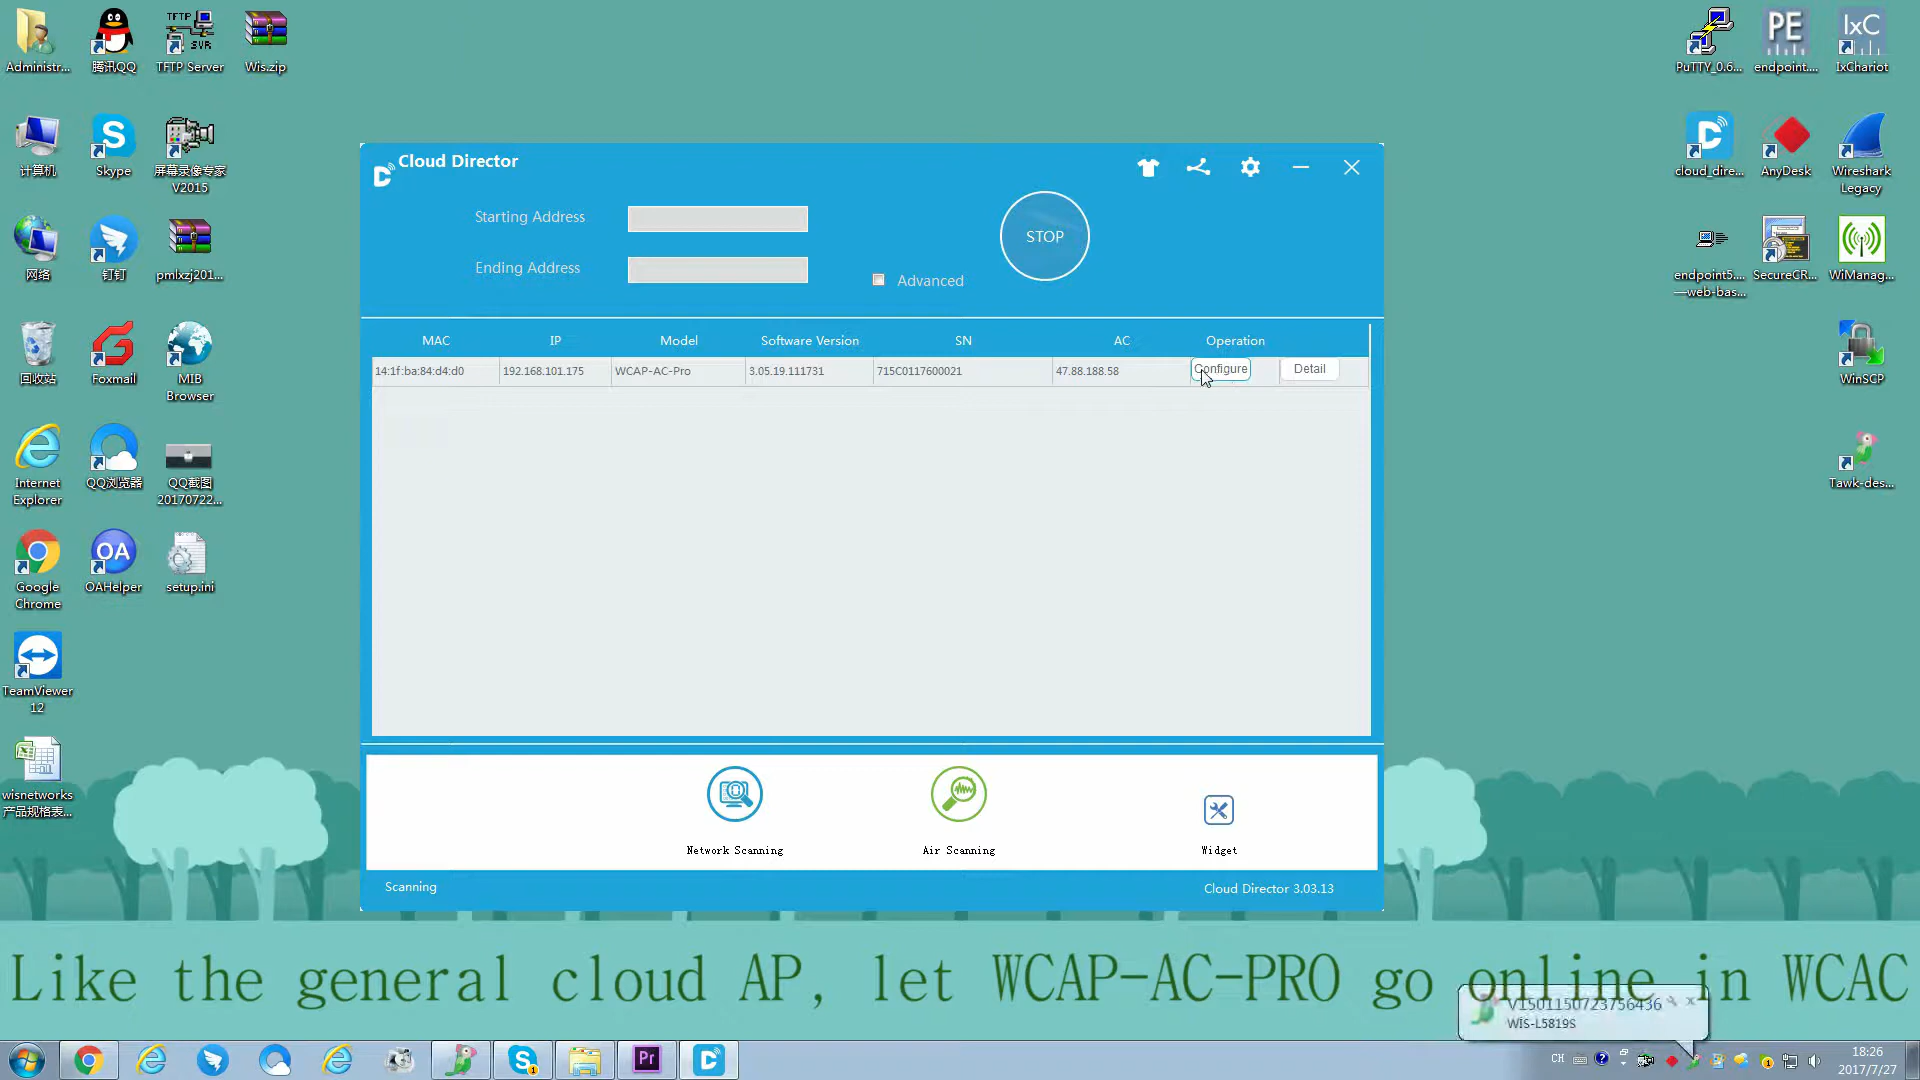 Administr...
腾讯QQ
TFTP Server
Wis.zip
PuTTY_0.6...
endpoint....
IxChariot
计算机
Skype
屏幕录像专家
V2015
cloud_dire...
AnyDesk
Wireshark
Legacy
网络
钉钉
pmlxzj201...
endpoint5....
—web-bas...
SecureCR...
WiManag...
回收站
Foxmail
MIB
Browser
WinSCP
Internet
Explorer
QQ浏览器
QQ截图
20170722...
Tawk-des...
Google
Chrome
OAHelper
setup.ini
TeamViewer
12
wisnetworks
产品规格表...
Cloud Director
Starting Address
Ending Address
Advanced
STOP
MAC IP Model Software Version SN AC Operation
14:1f:ba:84:d4:d0 192.168.101.175 WCAP-AC-Pro 3.05.19.111731 715C0117600021 47.88.188.58 Configure Detail
Network Scanning
Air Scanning
Widget
Scanning
Cloud Director 3.03.13
Like the general cloud AP, let WCAP-AC-PRO go online in WCAC
V1501150723756436
WIS-L5819S
CH
18:26
2017/7/27